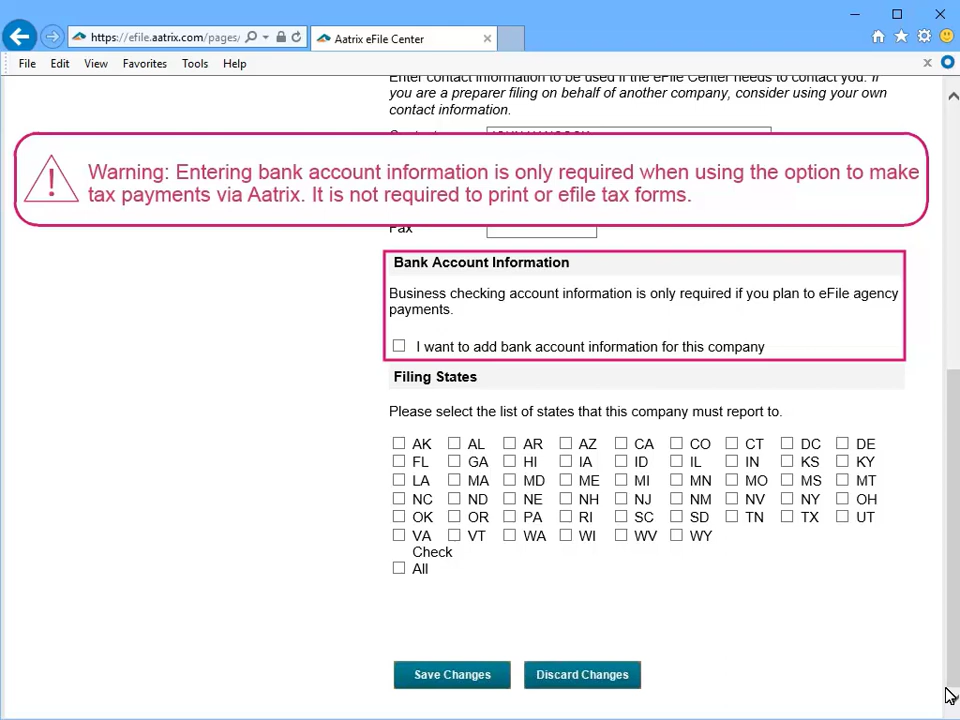 https://efile.aatrix.com/pages/
Aatrix eFile Center
File Edit View Favorites Tools Help
Enter contact information to be used if the eFile Center needs to contact you. If
you are a preparer filing on behalf of another company, consider using your own
contact information.
Warning: Entering bank account information is only required when using the option to make
tax payments via Aatrix. It is not required to print or efile tax forms.
Fax
Bank Account Information
Business checking account information is only required if you plan to eFile agency
payments.
I want to add bank account information for this company
Filing States
Please select the list of states that this company must report to.
AK AL AR AZ CA CO CT DC DE
FL GA HI IA ID IL IN KS KY
LA MA MD ME MI MN MO MS MT
NC ND NE NH NJ NM NV NY OH
OK OR PA RI SC SD TN TX UT
VA VT WA WI WV WY
Check
All
Save Changes Discard Changes